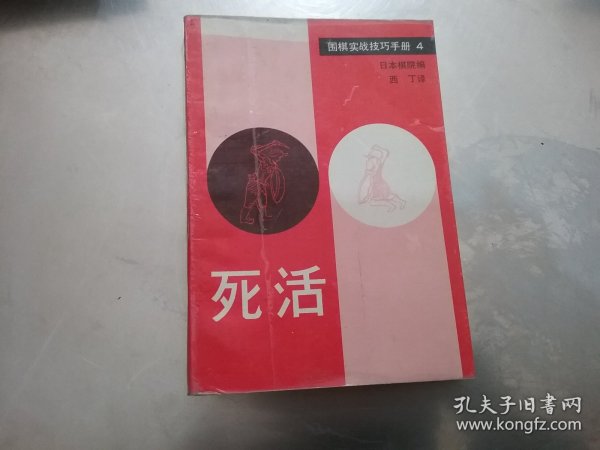 围棋实战技巧手册 4
日本棋院编
西 丁译
死活
孔夫子旧书网
www.kongfz.com